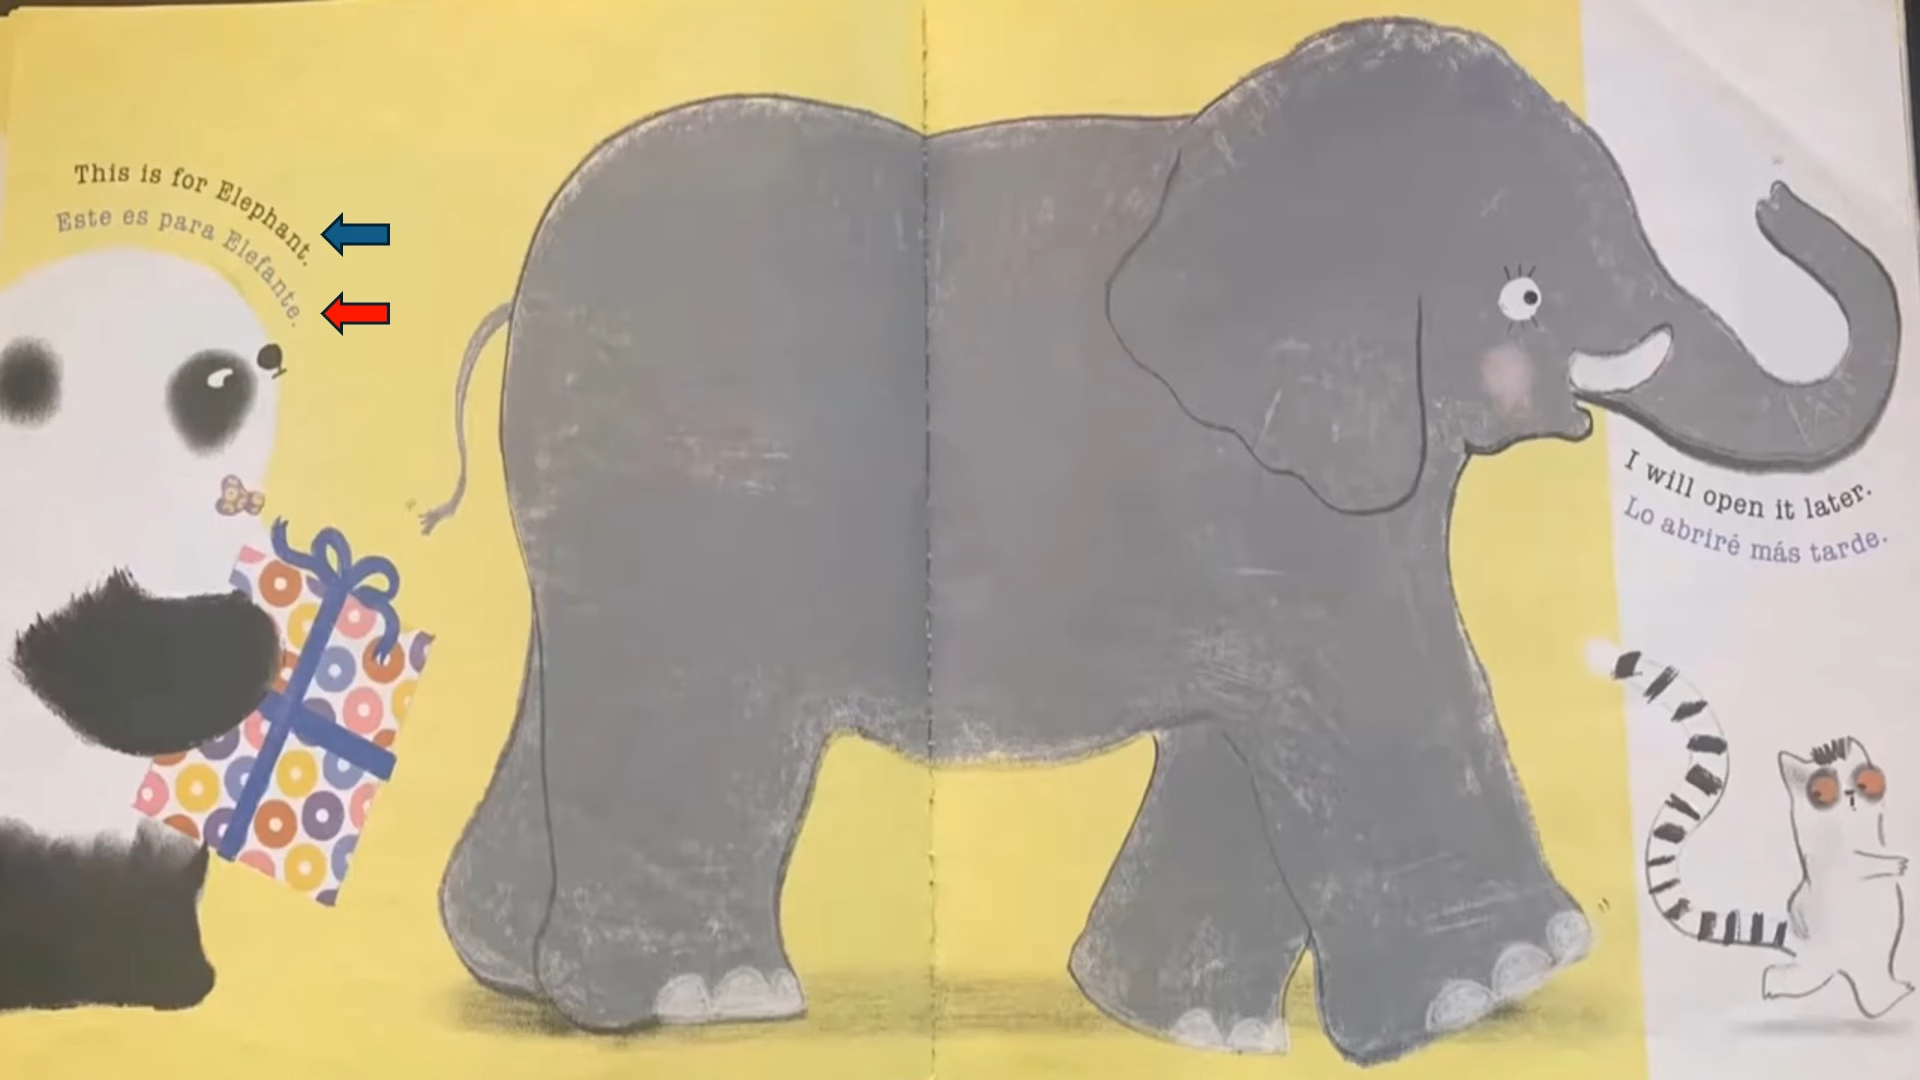 This is for Elephant.
Este es para Elefante.
I will open it later.
Lo abriré más tarde.